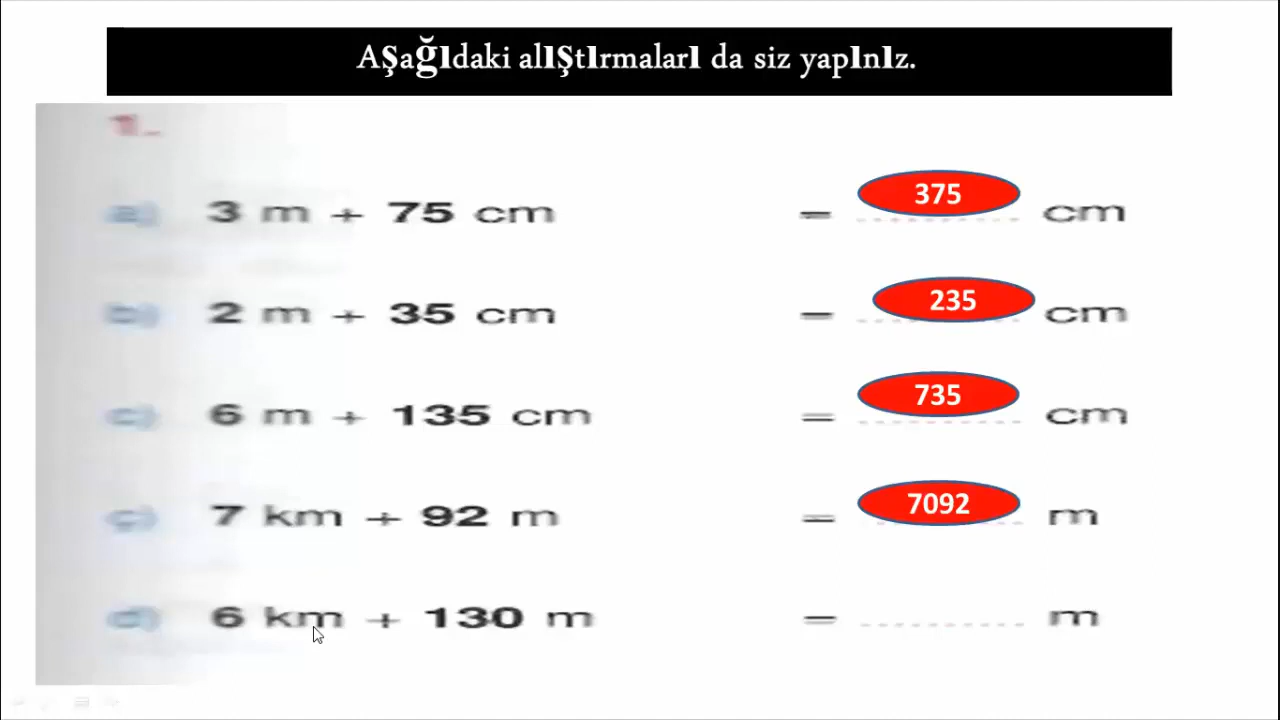 Aşağıdaki alıştırmaları da siz yapınız.
1.
a) 3 m + 75 cm = 375 cm
b) 2 m + 35 cm = 235 cm
c) 6 m + 135 cm = 735 cm
ç) 7 km + 92 m = 7092 m
d) 6 km + 130 m = .......... m